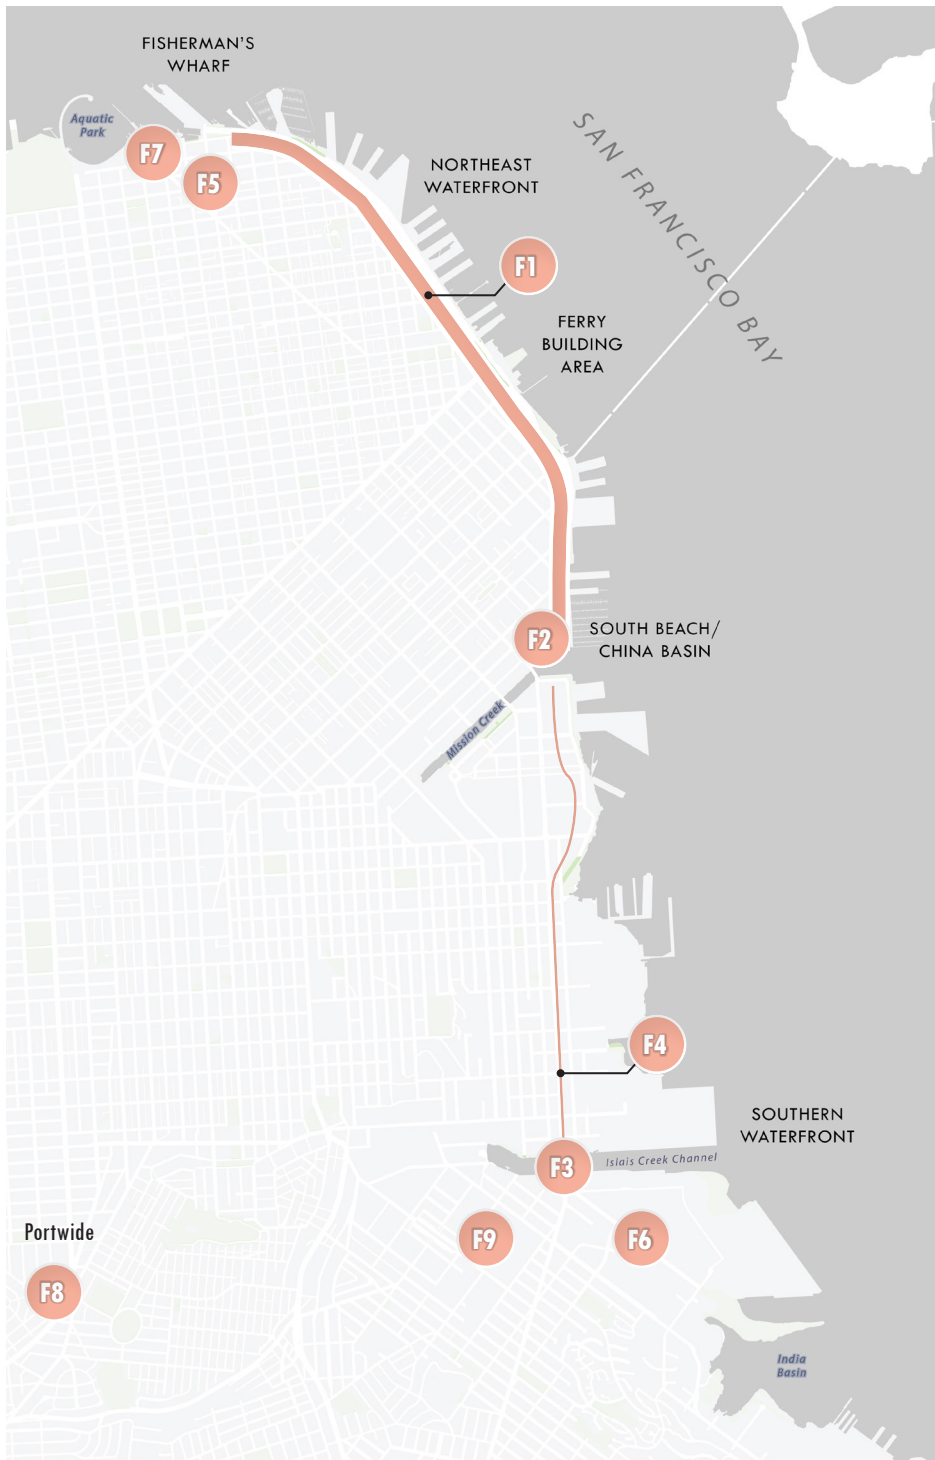 FISHERMAN'S
WHARF
Aquatic
Park
F7
F5
NORTHEAST
WATERFRONT
SAN FRANCISCO BAY
F1
FERRY
BUILDING
AREA
F2
SOUTH BEACH/
CHINA BASIN
Mission Creek
F4
SOUTHERN
WATERFRONT
F3
Islais Creek Channel
Portwide
F9
F6
F8
India
Basin